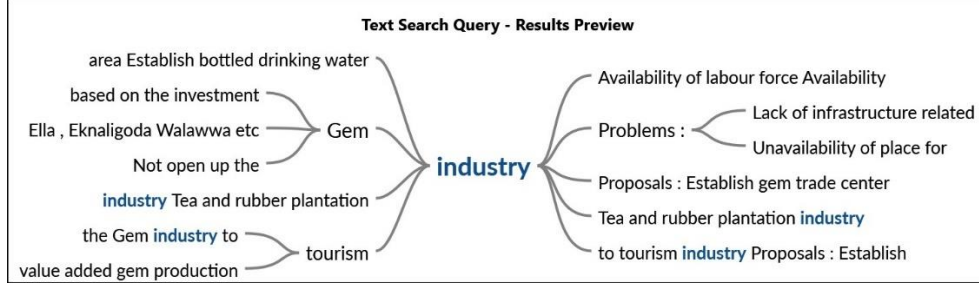 Text Search Query - Results Preview
area Establish bottled drinking water
based on the investment
Ella , Eknaligoda Walawwa etc
Not open up the
Gem
industry Tea and rubber plantation
the Gem industry to
value added gem production
tourism
industry
Availability of labour force Availability
Problems :
Lack of infrastructure related
Unavailability of place for
Proposals : Establish gem trade center
Tea and rubber plantation industry
to tourism industry Proposals : Establish